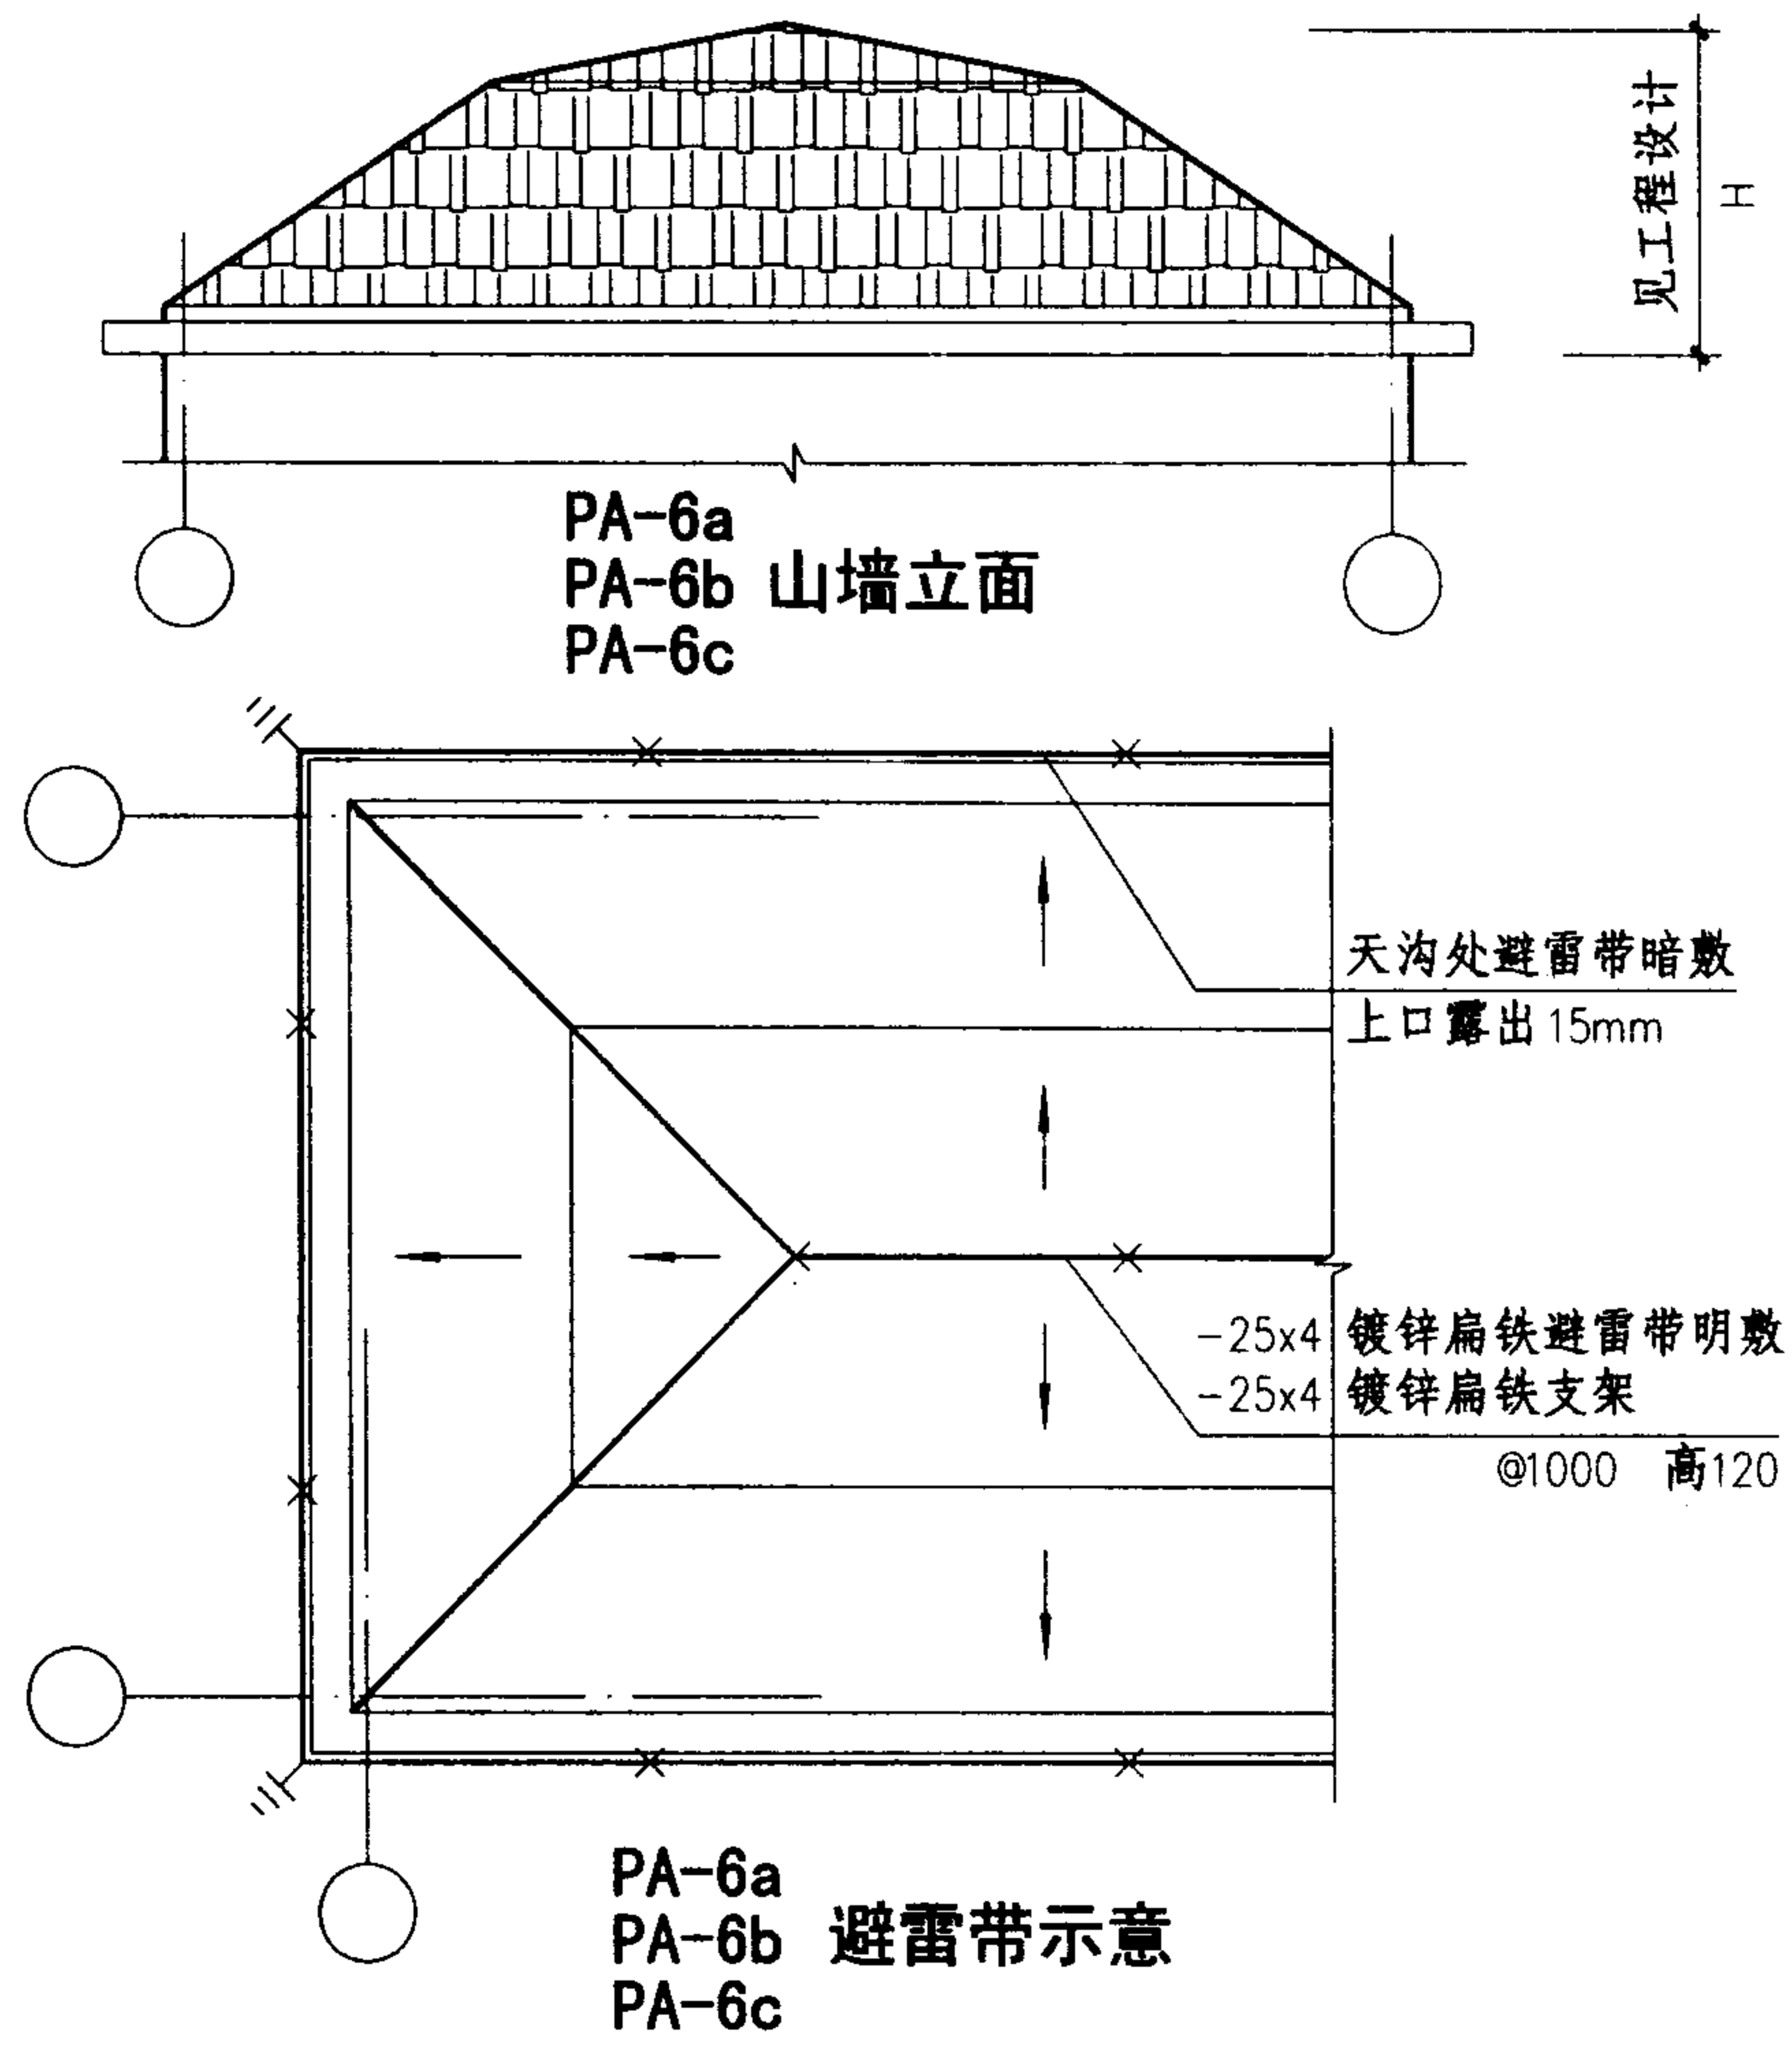 见工程设计
H
PA-6a
PA-6b 山墙立面
PA-6c
天沟处避雷带暗敷
上口露出15mm
-25x4 镀锌扁铁避雷带明敷
-25x4 镀锌扁铁支架
@1000 高120
PA-6a
PA-6b 避雷带示意
PA-6c